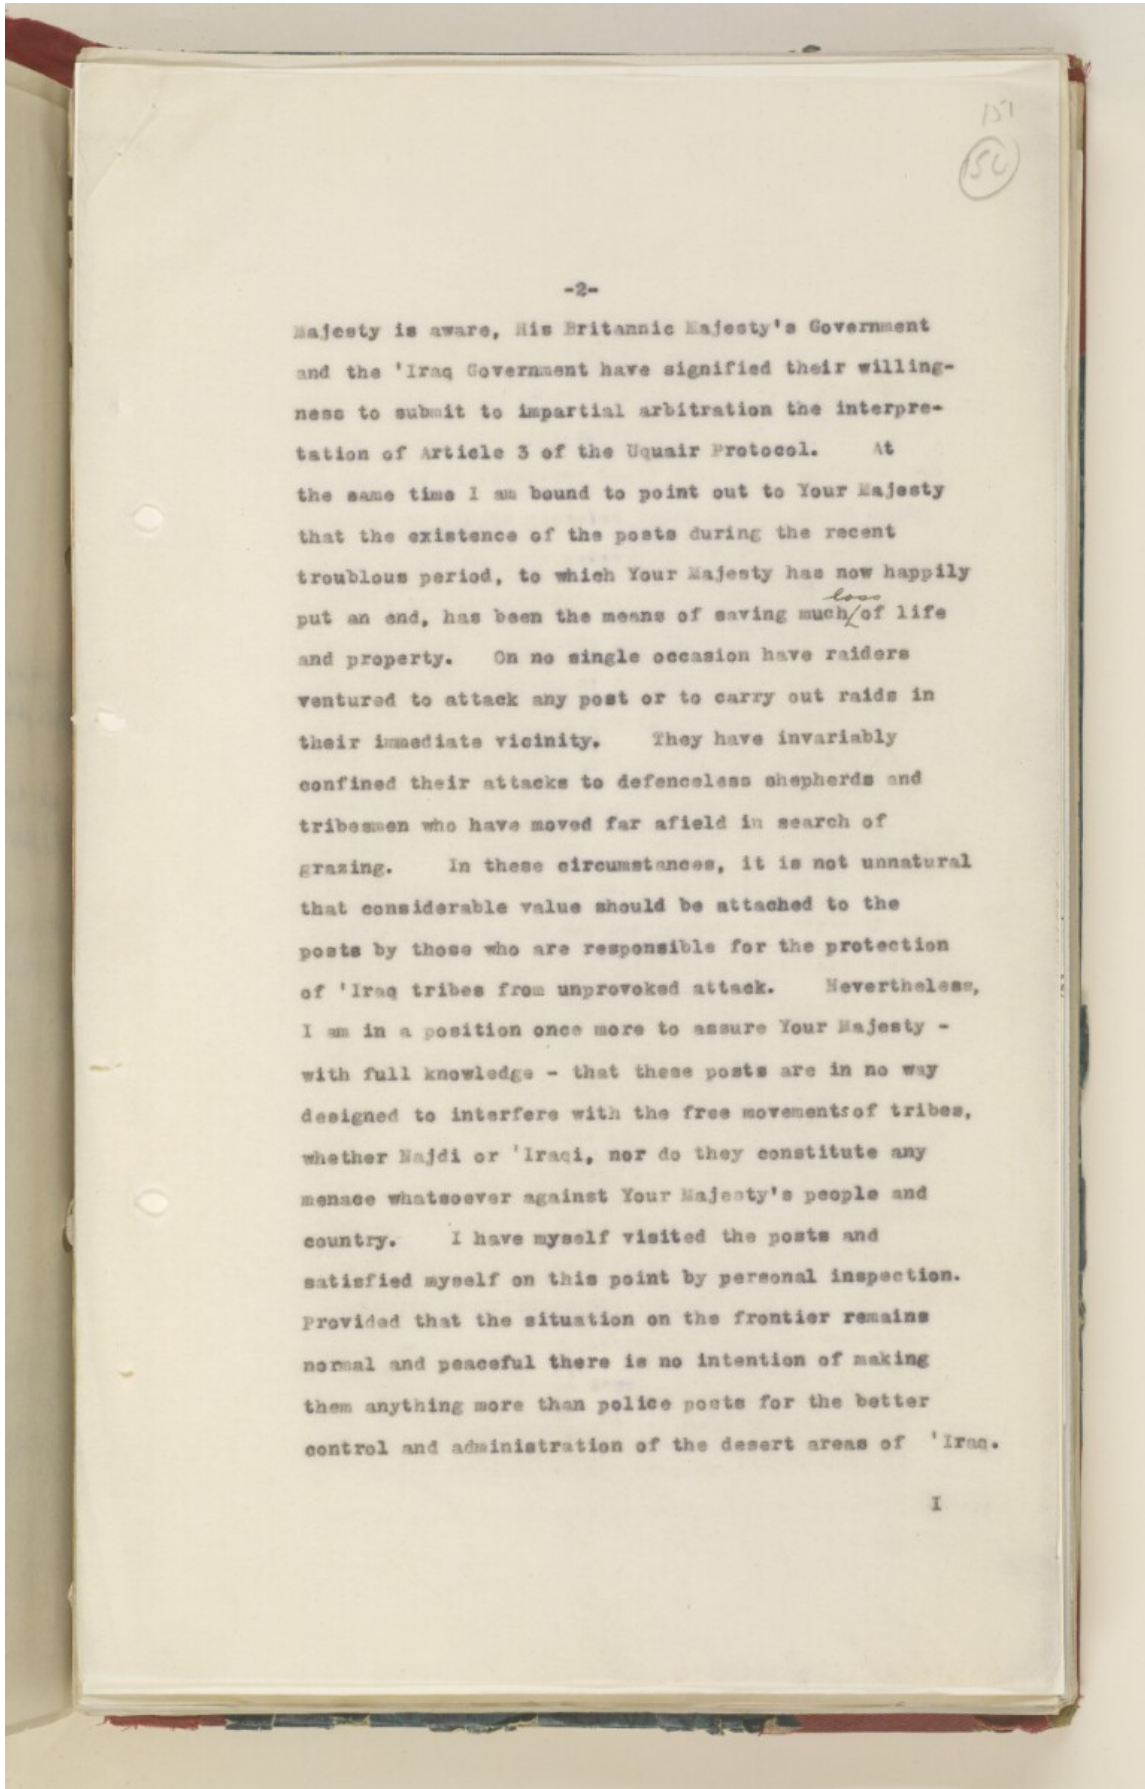 151
-2-
Majesty is aware, His Britannic Majesty's Government
and the 'Iraq Government have signified their willing-
ness to submit to impartial arbitration the interpre-
tation of Article 3 of the Uquair Protocol. At
the same time I am bound to point out to Your Majesty
that the existence of the posts during the recent
troublous period, to which Your Majesty has now happily
loss
put an end, has been the means of saving much of life
and property. On no single occasion have raiders
ventured to attack any post or to carry out raids in
their immediate vicinity. They have invariably
confined their attacks to defenceless shepherds and
tribesmen who have moved far afield in search of
grazing. In these circumstances, it is not unnatural
that considerable value should be attached to the
posts by those who are responsible for the protection
of 'Iraq tribes from unprovoked attack. Nevertheless,
I am in a position once more to assure Your Majesty -
with full knowledge - that these posts are in no way
designed to interfere with the free movements of tribes,
whether Najdi or 'Iraqi, nor do they constitute any
menace whatsoever against Your Majesty's people and
country. I have myself visited the posts and
satisfied myself on this point by personal inspection.
Provided that the situation on the frontier remains
normal and peaceful there is no intention of making
them anything more than police posts for the better
control and administration of the desert areas of 'Iraq.
I